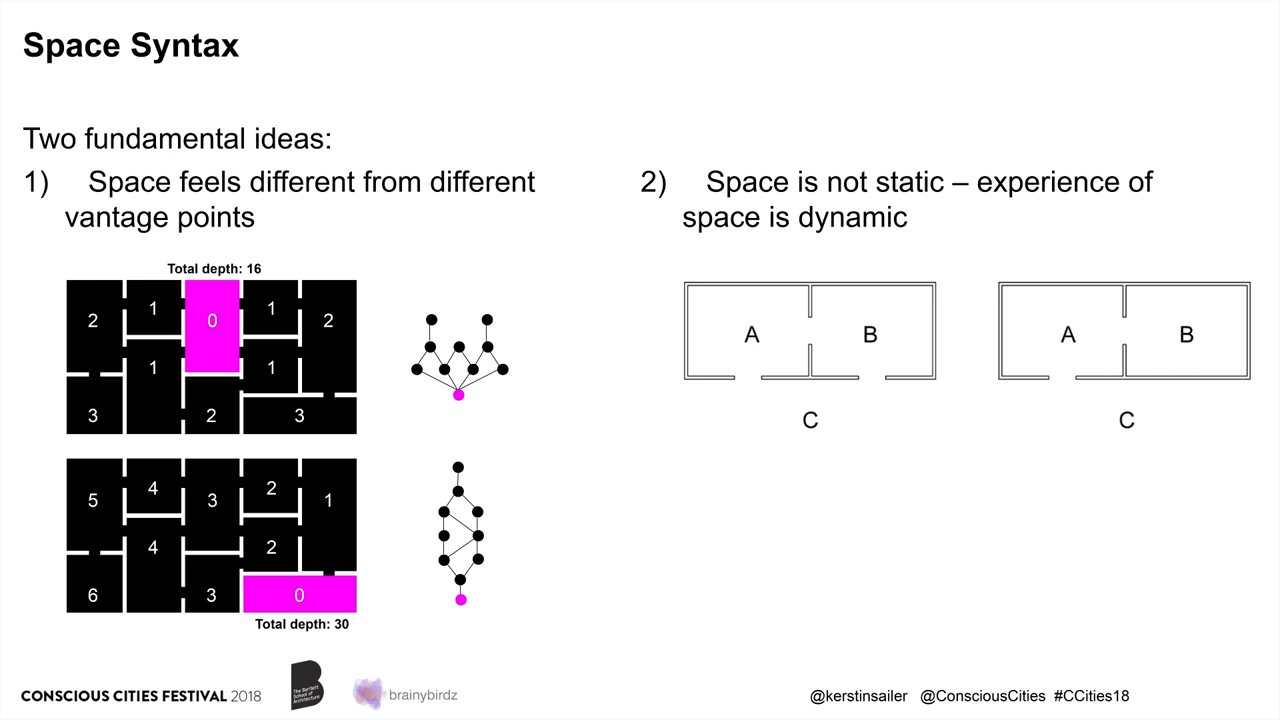 Space Syntax
Two fundamental ideas:
1) Space feels different from different
vantage points
2) Space is not static – experience of
space is dynamic
Total depth: 16
2 1 0 1 2
1 1
3 2 3
5 4 3 2 1
4 2
6 3 0
Total depth: 30
A B
C
A B
C
CONSCIOUS CITIES FESTIVAL 2018
The Bartlett
School of
Architecture
brainybirdz
@kerstinsailer @ConsciousCities #CCities18